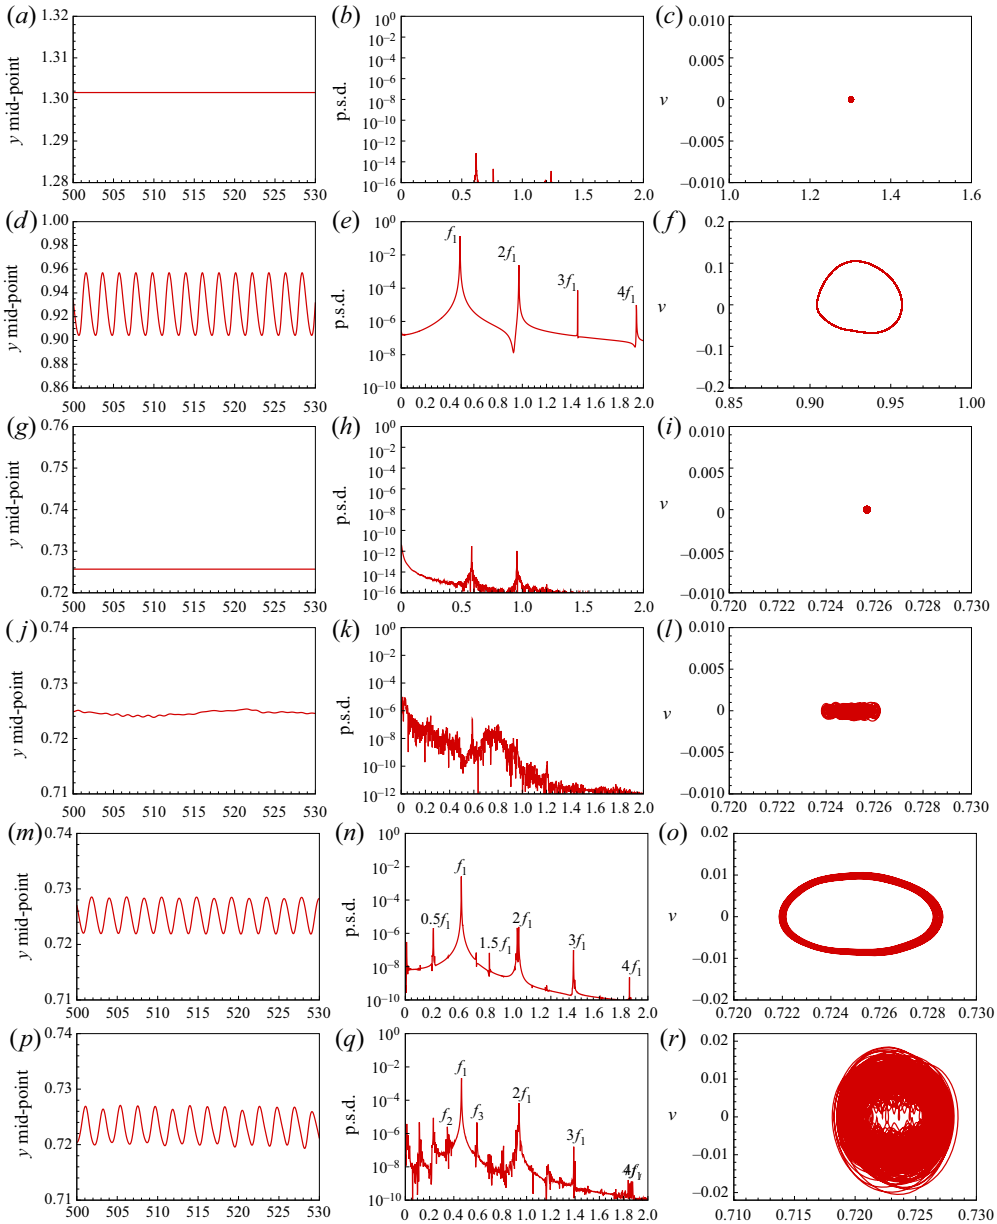 (a)
1.32
1.31
1.30
1.29
1.28
y mid-point
500 505 510 515 520 525 530
(b)
10⁰
10⁻²
10⁻⁴
10⁻⁶
10⁻⁸
10⁻¹⁰
10⁻¹²
10⁻¹⁴
10⁻¹⁶
p.s.d.
0 0.5 1.0 1.5 2.0
(c)
0.010
0.005
0
−0.005
−0.010
v
1.0 1.2 1.4 1.6
(d)
1.00
0.98
0.96
0.94
0.92
0.90
0.88
0.86
y mid-point
500 505 510 515 520 525 530
(e)
10⁰
10⁻²
10⁻⁴
10⁻⁶
10⁻⁸
10⁻¹⁰
p.s.d.
f₁
2f₁
3f₁
4f₁
0 0.2 0.4 0.6 0.8 1.0 1.2 1.4 1.6 1.8 2.0
(f)
0.2
0.1
0
−0.1
−0.2
v
0.85 0.90 0.95 1.00
(g)
0.76
0.75
0.74
0.73
0.72
y mid-point
500 505 510 515 520 525 530
(h)
10⁰
10⁻²
10⁻⁴
10⁻⁶
10⁻⁸
10⁻¹⁰
10⁻¹²
10⁻¹⁴
10⁻¹⁶
p.s.d.
0 0.5 1.0 1.5 2.0
(i)
0.010
0.005
0
−0.005
−0.010
v
0.720 0.722 0.724 0.726 0.728 0.730
(j)
0.74
0.73
0.72
0.71
y mid-point
500 505 510 515 520 525 530
(k)
10⁰
10⁻²
10⁻⁴
10⁻⁶
10⁻⁸
10⁻¹⁰
10⁻¹²
p.s.d.
0 0.2 0.4 0.6 0.8 1.0 1.2 1.4 1.6 1.8 2.0
(l)
0.010
0.005
0
−0.005
−0.010
v
0.720 0.722 0.724 0.726 0.728 0.730
(m)
0.74
0.73
0.72
0.71
y mid-point
500 505 510 515 520 525 530
(n)
10⁰
10⁻²
10⁻⁴
10⁻⁶
10⁻⁸
10⁻¹⁰
p.s.d.
f₁
0.5f₁
1.5f₁
2f₁
3f₁
4f₁
0 0.2 0.4 0.6 0.8 1.0 1.2 1.4 1.6 1.8 2.0
(o)
0.02
0.01
0
−0.01
−0.02
v
0.720 0.722 0.724 0.726 0.728 0.730
(p)
0.74
0.73
0.72
0.71
y mid-point
500 505 510 515 520 525 530
(q)
10⁰
10⁻²
10⁻⁴
10⁻⁶
10⁻⁸
10⁻¹⁰
p.s.d.
f₁
f₂
f₃
2f₁
3f₁
4f₁
0 0.2 0.4 0.6 0.8 1.0 1.2 1.4 1.6 1.8 2.0
(r)
0.02
0.01
0
−0.01
−0.02
v
0.710 0.715 0.720 0.725 0.730